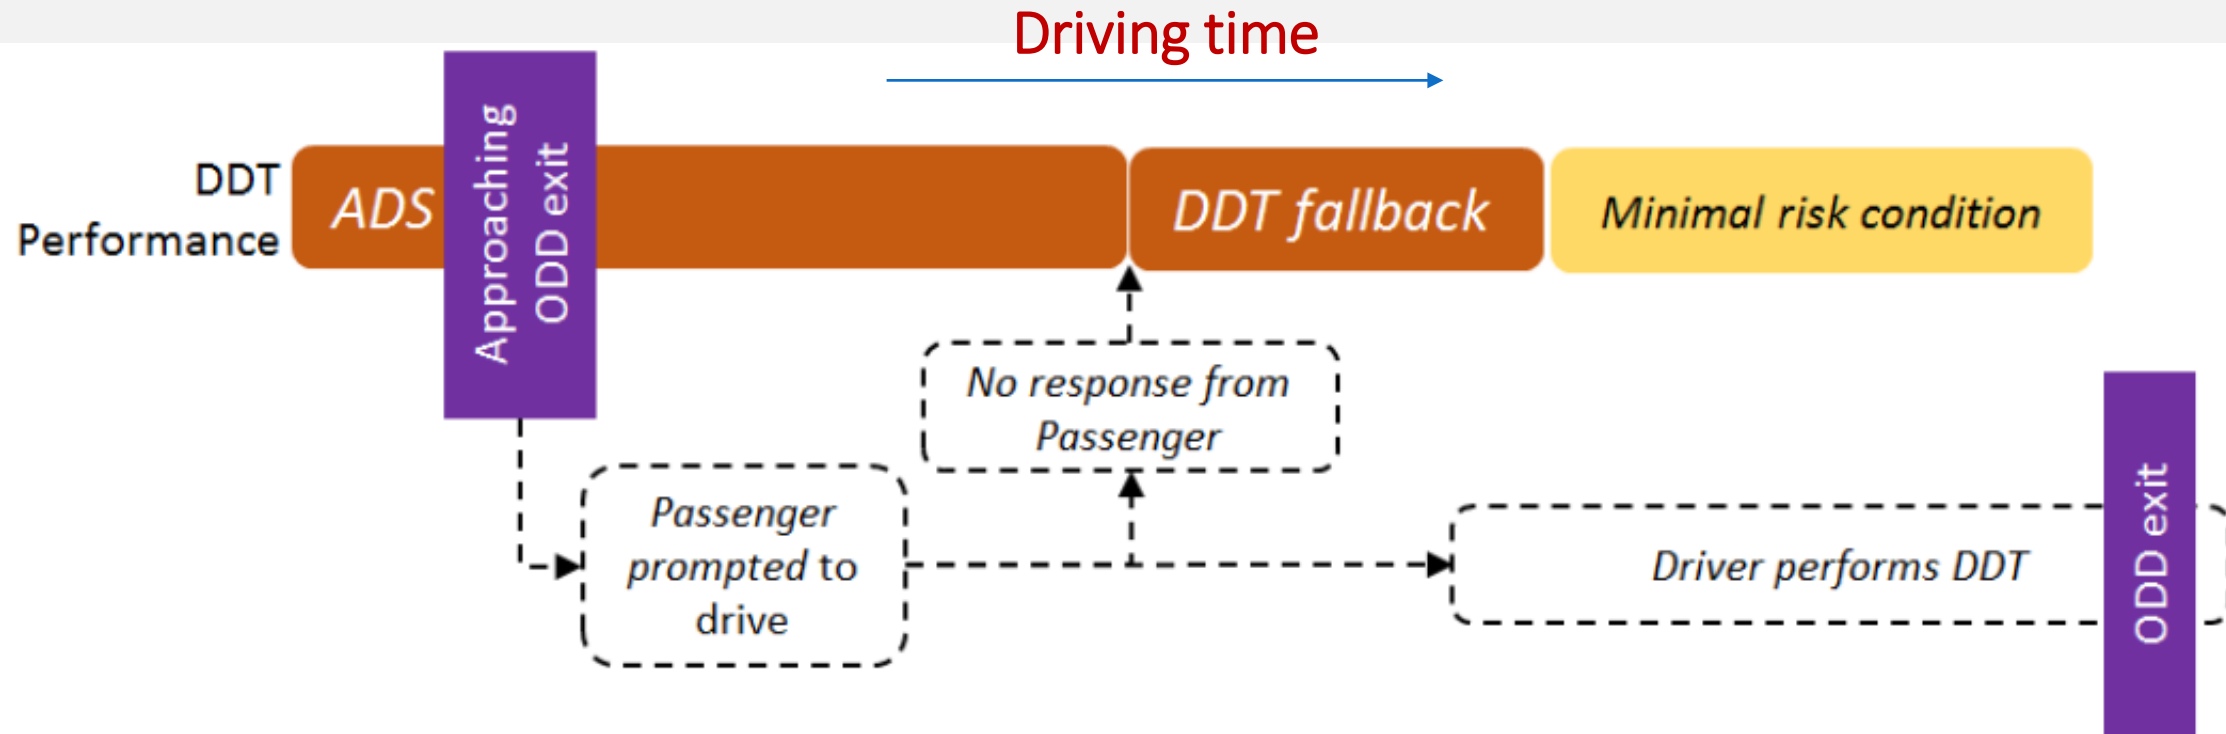 Driving time
DDT
Performance
ADS
Approaching
ODD exit
DDT fallback
Minimal risk condition
No response from
Passenger
Passenger
prompted to
drive
Driver performs DDT
ODD exit